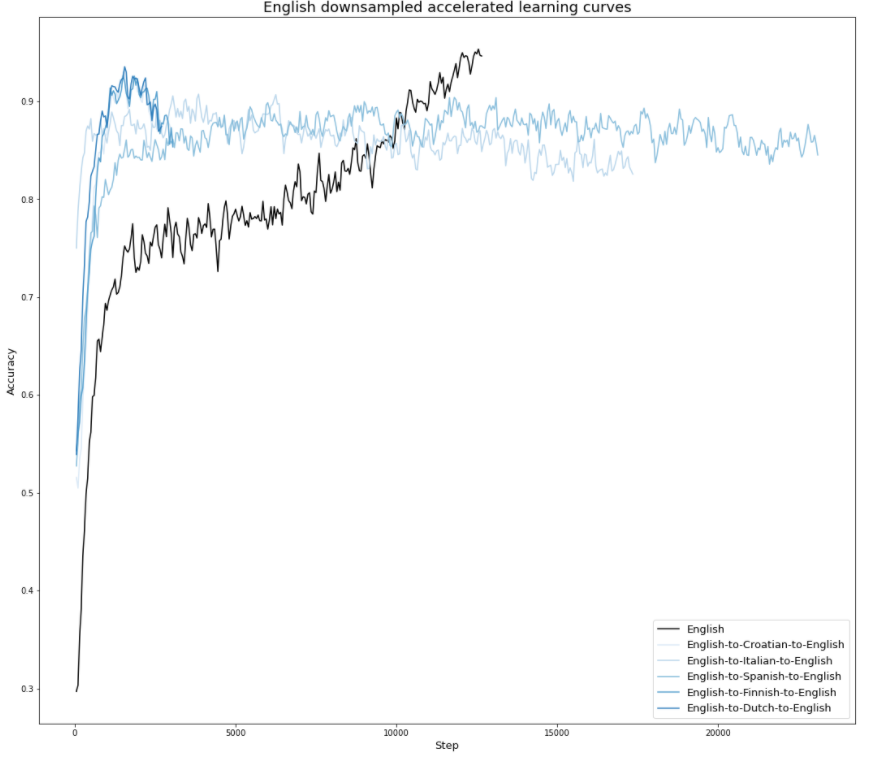 English downsampled accelerated learning curves
Accuracy
0.9
0.8
0.7
0.6
0.5
0.4
0.3
0
5000
10000
15000
20000
Step
English
English-to-Croatian-to-English
English-to-Italian-to-English
English-to-Spanish-to-English
English-to-Finnish-to-English
English-to-Dutch-to-English